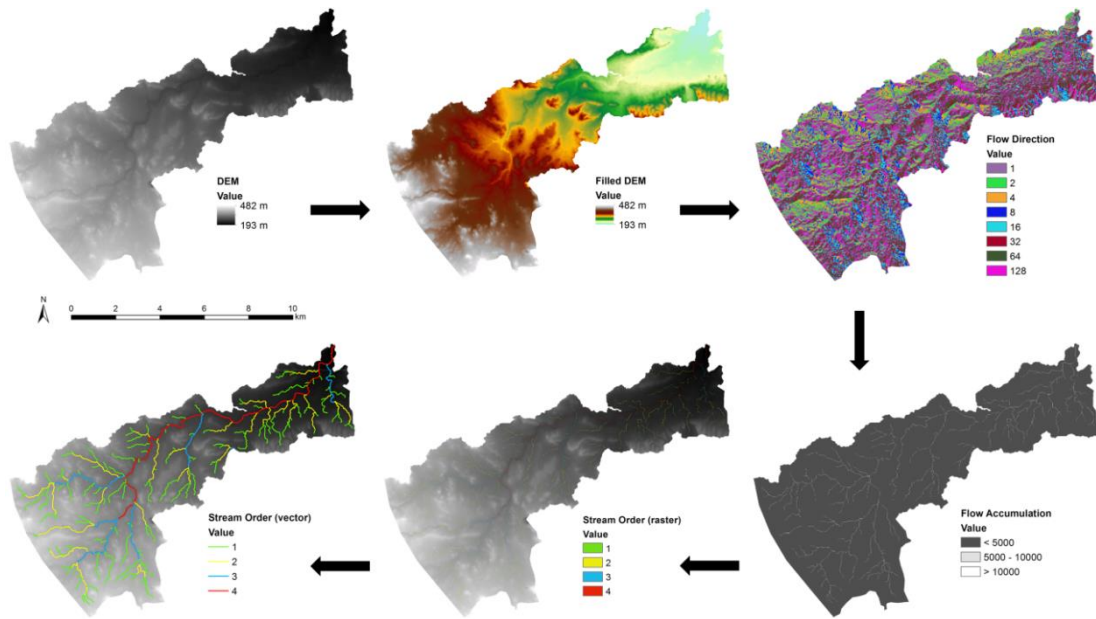 DEM
Value
482 m
193 m
Filled DEM
Value
482 m
193 m
Flow Direction
Value
1
2
4
8
16
32
64
128
N
0 2 4 6 8 10
km
Stream Order (vector)
Value
1
2
3
4
Stream Order (raster)
Value
1
2
3
4
Flow Accumulation
Value
< 5000
5000 - 10000
> 10000